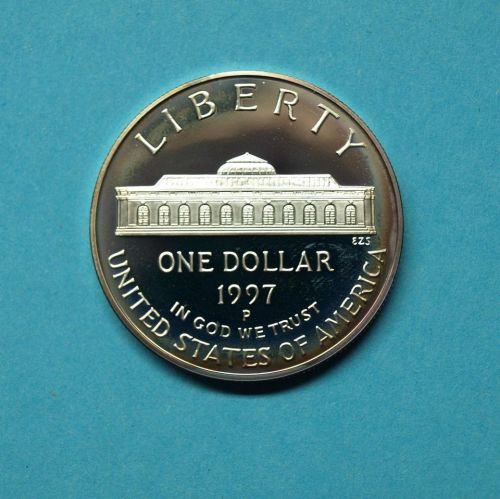 LIBERTY
EZS
ONE DOLLAR
1997
P
IN GOD WE TRUST
UNITED STATES OF AMERICA